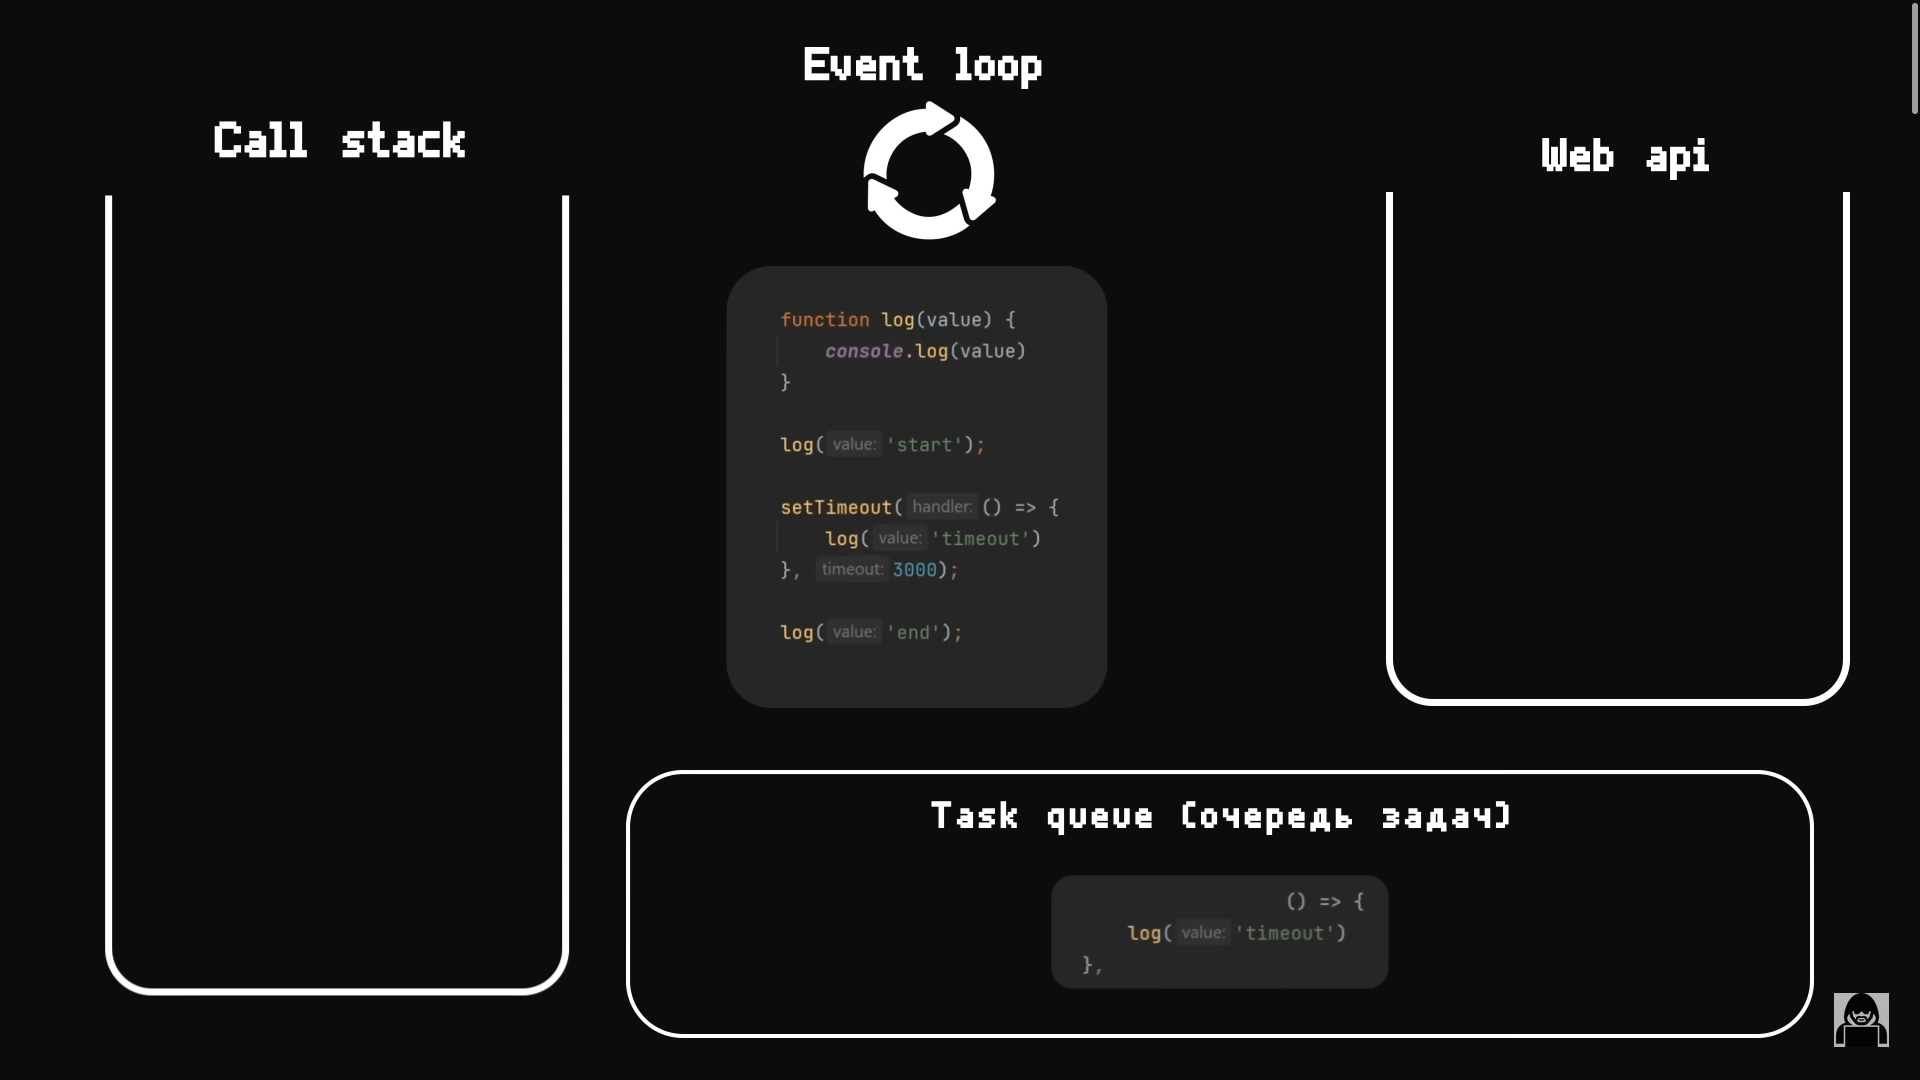 Event loop
Call stack
Web api
function log(value) {
console.log(value)
}
log( value: 'start');
setTimeout( handler: () => {
log( value: 'timeout')
}, timeout: 3000);
log( value: 'end');
Task queue (очередь задач)
() => {
log( value: 'timeout')
},